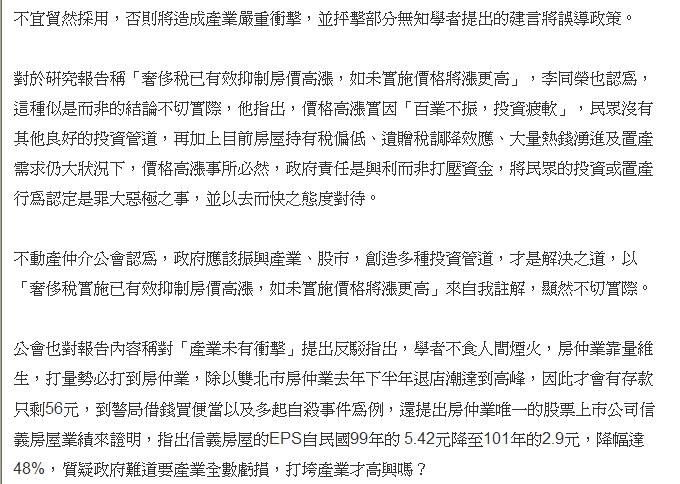 不宜貿然採用，否則將造成產業嚴重衝擊，並抨擊部分無知學者提出的建言將誤導政策。
對於研究報告稱「奢侈稅已有效抑制房價高漲，如未實施價格將漲更高」，李同榮也認為，
這種似是而非的結論不切實際，他指出，價格高漲實因「百業不振，投資疲軟」，民眾沒有
其他良好的投資管道，再加上目前房屋持有稅偏低、遺贈稅調降效應、大量熱錢湧進及置產
需求仍大狀況下，價格高漲事所必然，政府責任是興利而非打壓資金，將民眾的投資或置產
行為認定是罪大惡極之事，並以去而快之態度對待。
不動產仲介公會認為，政府應該振興產業、股市，創造多種投資管道，才是解決之道，以
「奢侈稅實施已有效抑制房價高漲，如未實施價格將漲更高」來自我註解，顯然不切實際。
公會也對報告內容稱對「產業未有衝擊」提出反駁指出，學者不食人間煙火，房仲業靠量維
生，打量勢必打到房仲業，除以雙北市房仲業去年下半年退店潮達到高峰，因此才會有存款
只剩56元，到警局借錢買便當以及多起自殺事件為例，還提出房仲業唯一的股票上市公司信
義房屋業績來證明，指出信義房屋的EPS自民國99年的 5.42元降至101年的2.9元，降幅達
48%，質疑政府難道要產業全數虧損，打垮產業才高興嗎？